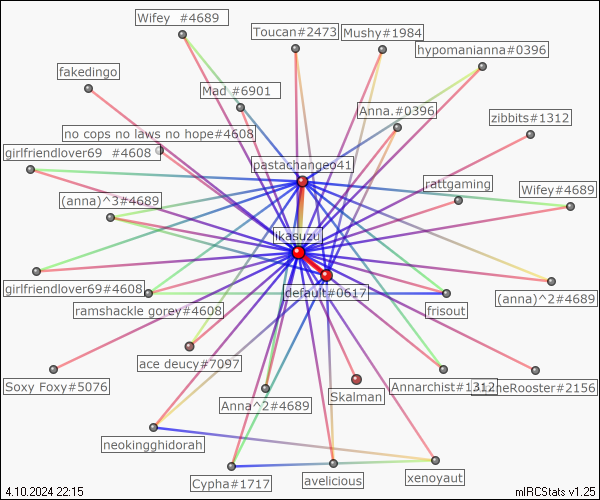 Wifey  #4689
Toucan#2473
Mushy#1984
hypomanianna#0396
fakedingo
Mad #6901
Anna.#0396
zibbits#1312
no cops no laws no hope#4608
girlfriendlover69  #4608
pastachangeo41
rattgaming
Wifey#4689
(anna)^3#4689
ikasuzu
girlfriendlover69#4608
default#0617
(anna)^2#4689
ramshackle gorey#4608
frisout
ace deucy#7097
Soxy Foxy#5076
Annarchist#1312
Skalman
Anna^2#4689
neokingghidorah
Cypha#1717
avelicious
xenoyaut
4.10.2024 22:15
mIRCStats v1.25